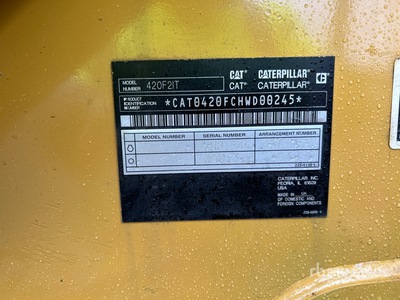 CAT® CATERPILLAR®
MODEL NUMBER 420F2IT CAT® CATERPILLAR®
PRODUCT IDENTIFICATION NUMBER *CAT0420FCHWD00245*
MODEL NUMBER SERIAL NUMBER ARRANGEMENT NUMBER
CATERPILLAR INC.
PEORIA, IL 61629
USA
MADE IN UK
OF DOMESTIC AND
FOREIGN COMPONENTS